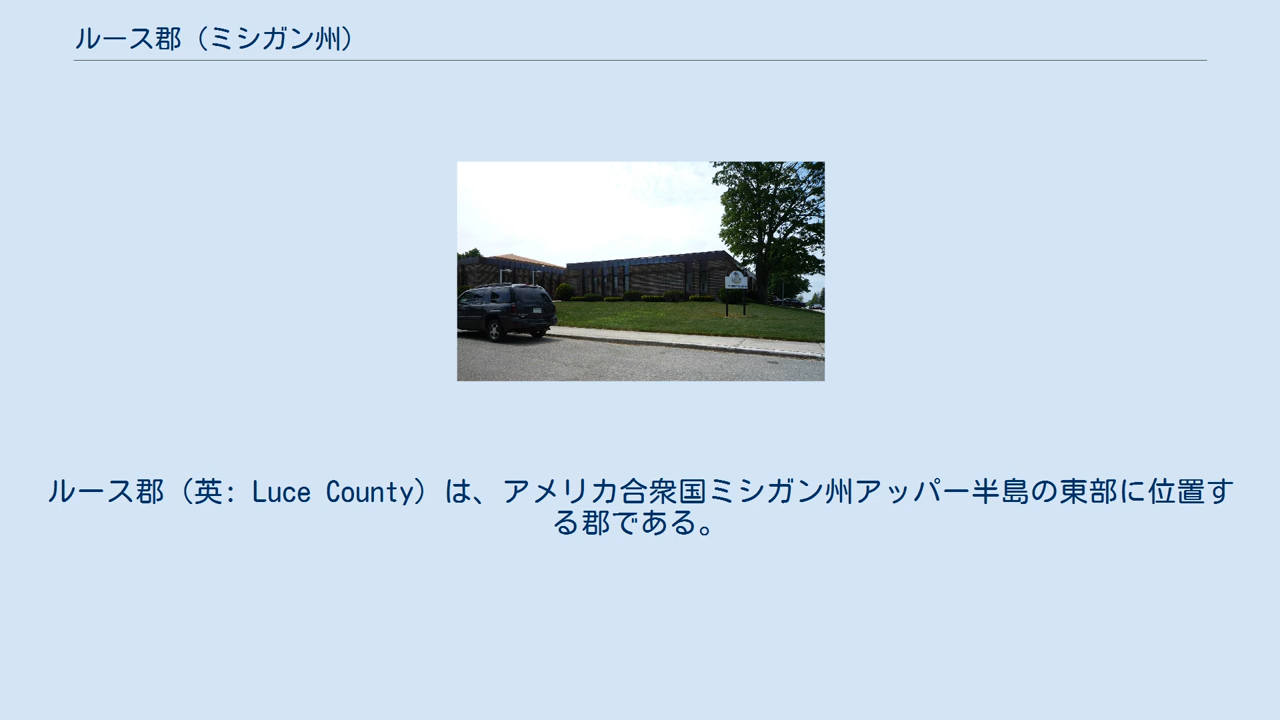 ルース郡（ミシガン州）
ルース郡（英: Luce County）は、アメリカ合衆国ミシガン州アッパー半島の東部に位置す
る郡である。